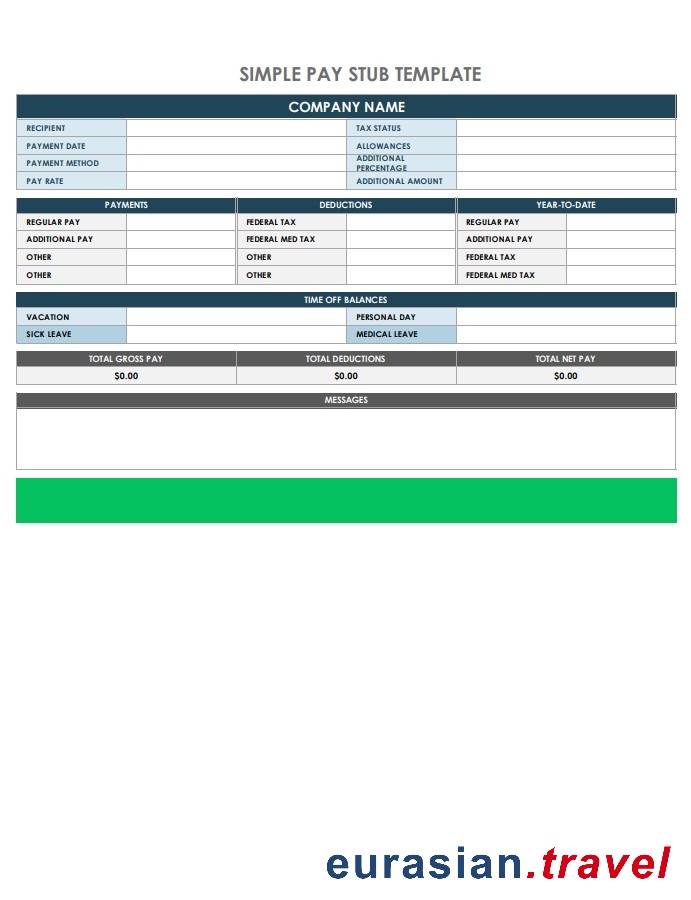 SIMPLE PAY STUB TEMPLATE
COMPANY NAME
RECIPIENT TAX STATUS
PAYMENT DATE ALLOWANCES
PAYMENT METHOD ADDITIONAL PERCENTAGE
PAY RATE ADDITIONAL AMOUNT
PAYMENTS DEDUCTIONS YEAR-TO-DATE
REGULAR PAY FEDERAL TAX REGULAR PAY
ADDITIONAL PAY FEDERAL MED TAX ADDITIONAL PAY
OTHER OTHER FEDERAL TAX
OTHER OTHER FEDERAL MED TAX
TIME OFF BALANCES
VACATION PERSONAL DAY
SICK LEAVE MEDICAL LEAVE
TOTAL GROSS PAY TOTAL DEDUCTIONS TOTAL NET PAY
$0.00 $0.00 $0.00
MESSAGES
eurasian.travel